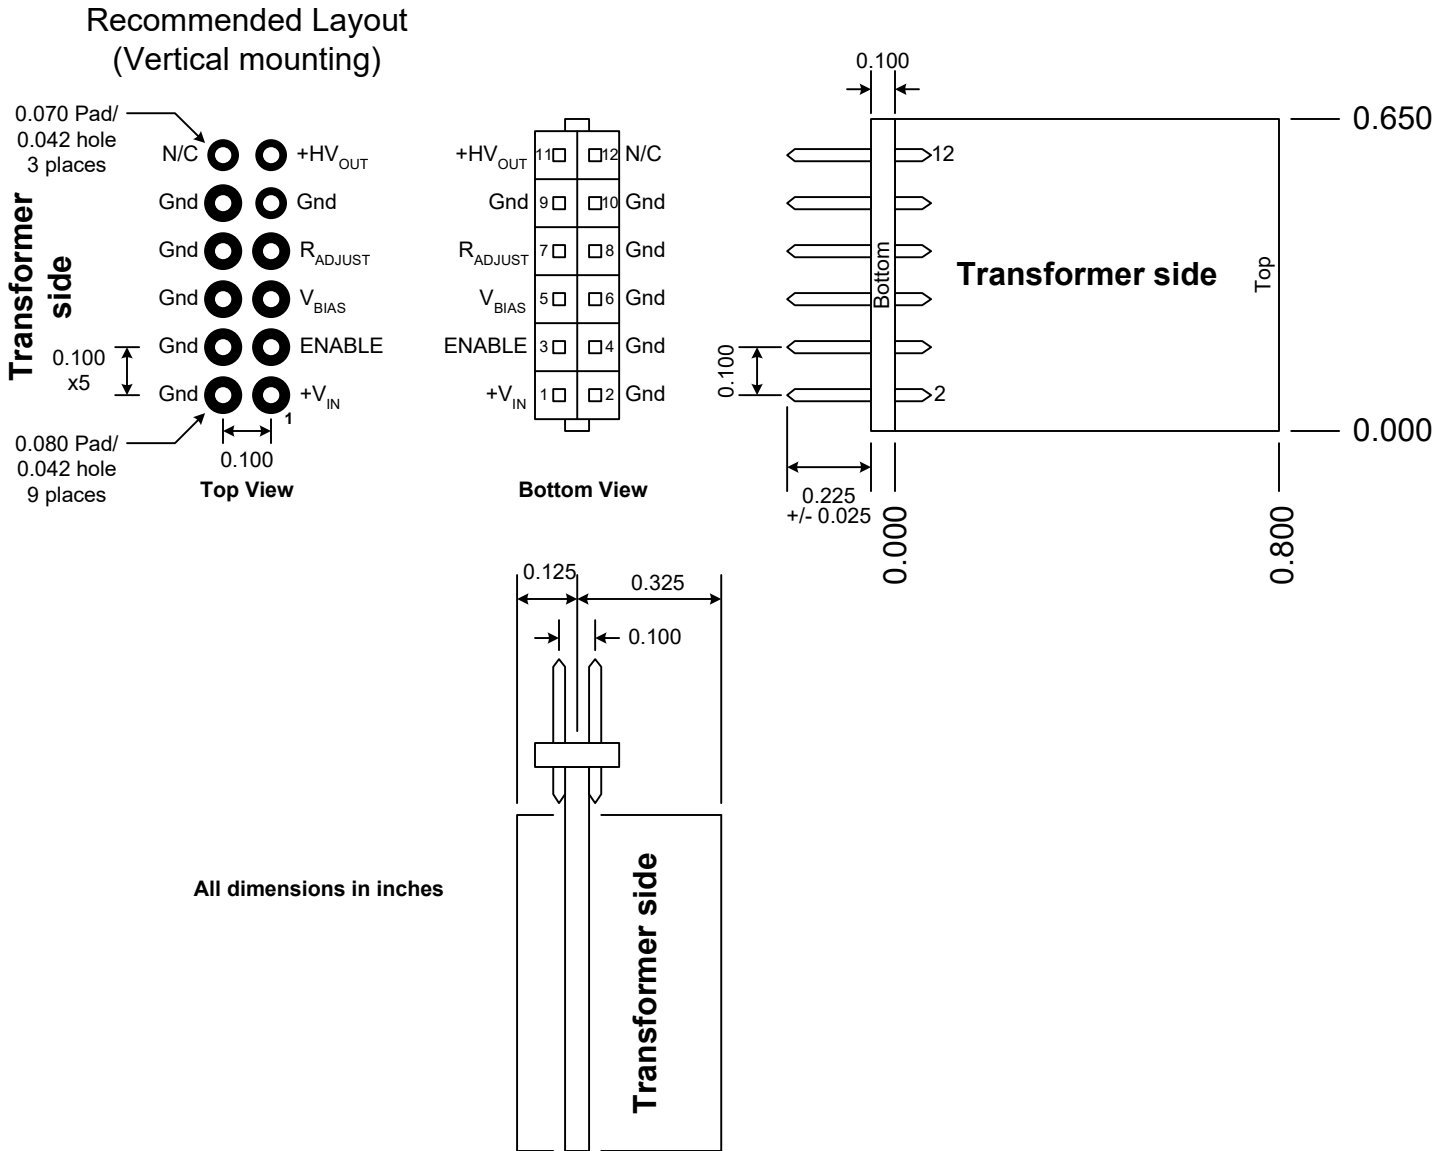 Recommended Layout
(Vertical mounting)
0.070 Pad/
0.042 hole
3 places
Transformer
side
N/C +HVOUT
Gnd Gnd
Gnd RADJUST
Gnd VBIAS
Gnd ENABLE
Gnd +VIN
1
0.100
x5
0.100
0.080 Pad/
0.042 hole
9 places
Top View
+HVOUT 11 12 N/C
Gnd 9 10 Gnd
RADJUST 7 8 Gnd
VBIAS 5 6 Gnd
ENABLE 3 4 Gnd
+VIN 1 2 Gnd
Bottom View
0.100
0.650
12
Bottom
Transformer side
Top
0.100
2
0.000
0.225
+/- 0.025
0.000
0.800
0.125
0.325
0.100
Transformer side
All dimensions in inches